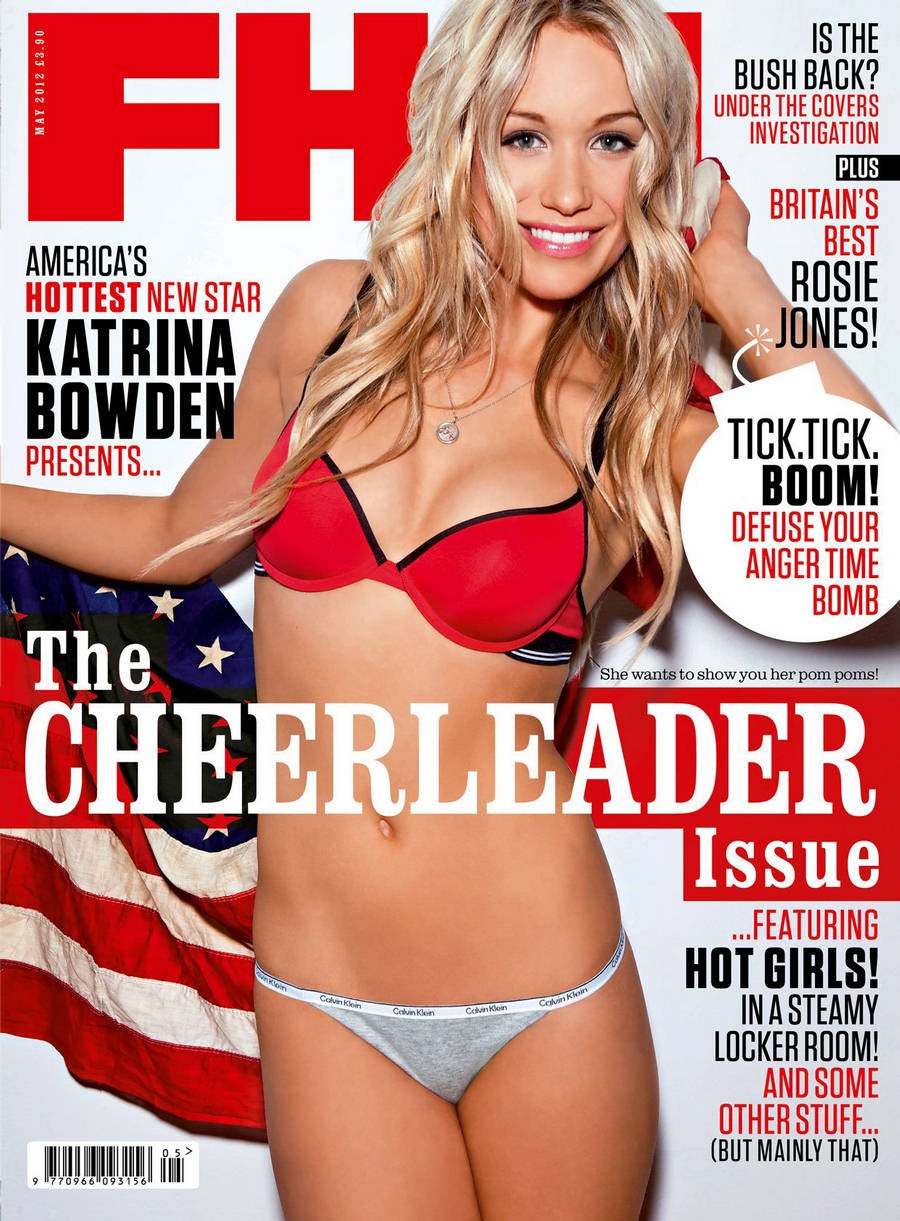 MAY 2012 £3.90
FHM
IS THE
BUSH BACK?
UNDER THE COVERS
INVESTIGATION
PLUS
BRITAIN'S
BEST
ROSIE
JONES!
AMERICA'S
HOTTEST NEW STAR
KATRINA
BOWDEN
PRESENTS...
TICK.TICK.
BOOM!
DEFUSE YOUR
ANGER TIME
BOMB
She wants to show you her pom poms!
The
CHEERLEADER
Issue
...FEATURING
HOT GIRLS!
IN A STEAMY
LOCKER ROOM!
AND SOME
OTHER STUFF...
(BUT MAINLY THAT)
Calvin Klein Calvin Klein Calvin Klein Calvin Klein
05>
9 770966 093156